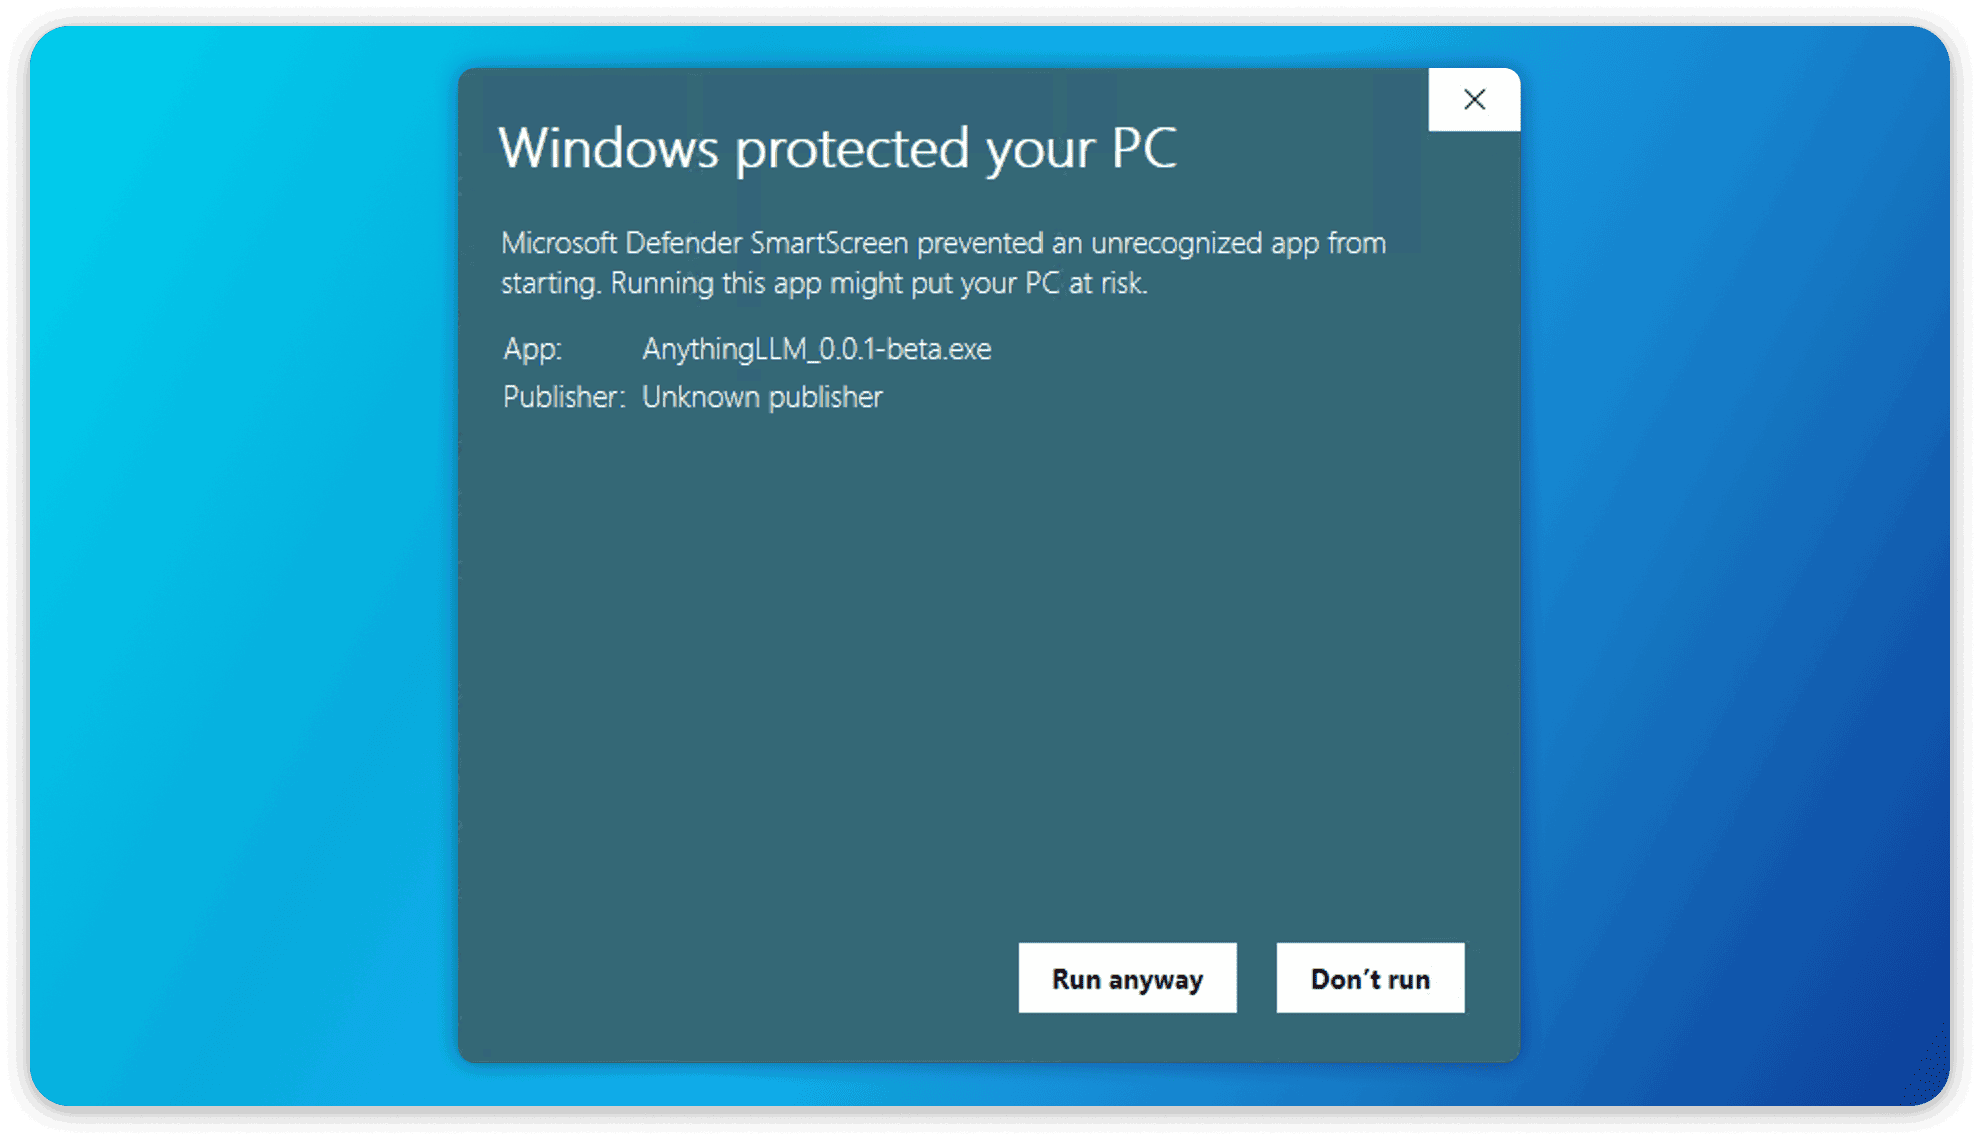 Windows protected your PC
Microsoft Defender SmartScreen prevented an unrecognized app from
starting. Running this app might put your PC at risk.
App: AnythingLLM_0.0.1-beta.exe
Publisher: Unknown publisher
Run anyway Don’t run